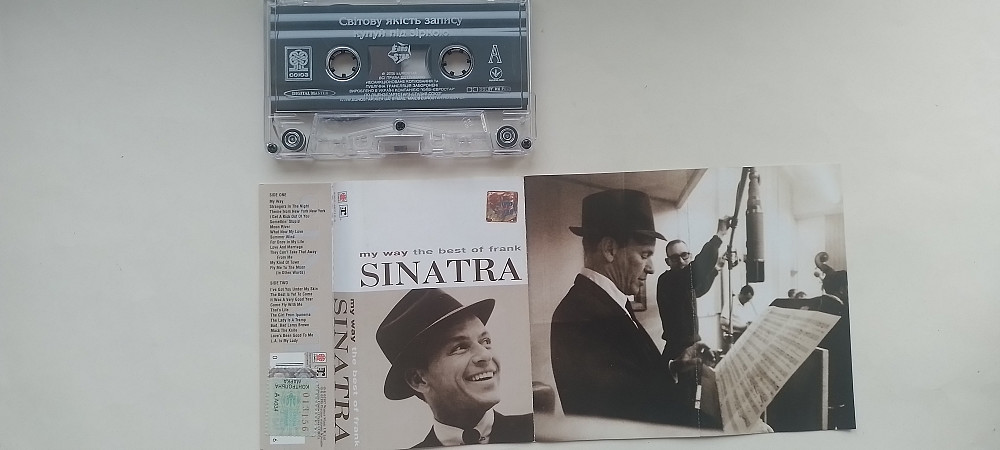 Світову якість запису
купуй під зіркою
EURO
STAR
A
СОЮЗ
DIGITAL MASTER
SIDE ONE
My Way
Strangers In The Night
Theme From New York New York
I Get A Kick Out Of You
Somethin' Stupid
Moon River
What Now My Love
Summer Wind
For Once In My Life
Love And Marriage
They Can't Take That Away
From Me
My Kind Of Town
Fly Me To The Moon
(In Other Words)
SIDE TWO
I've Got You Under My Skin
The Best Is Yet To Come
It Was A Very Good Year
Come Fly With Me
That's Life
The Girl From Ipanema
The Lady Is A Tramp
Bad, Bad Leroy Brown
Mack The Knife
Love's Been Good To Me
L.A. Is My Lady
КОНТРОЛЬНА
МАРКА
013136
my way the best of frank
SINATRA
my way the best of frank
SINATRA